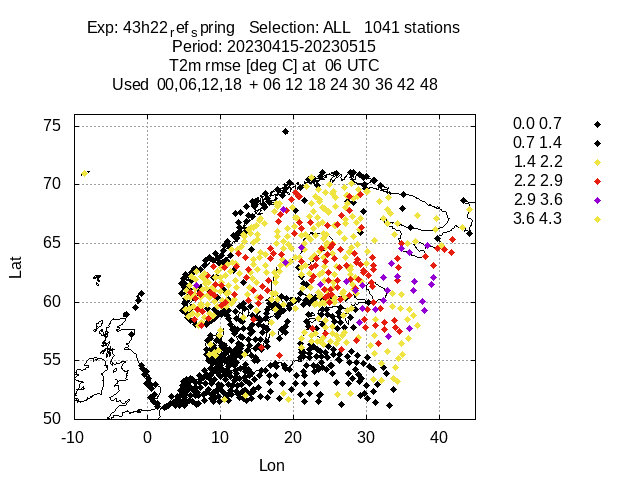 Exp: 43h22ref spring   Selection: ALL   1041 stations
Period: 20230415-20230515
T2m rmse [deg C] at  06 UTC
Used  00,06,12,18  + 06 12 18 24 30 36 42 48
0.0 0.7
0.7 1.4
1.4 2.2
2.2 2.9
2.9 3.6
3.6 4.3
75
70
65
60
55
50
Lat
-10 0 10 20 30 40
Lon